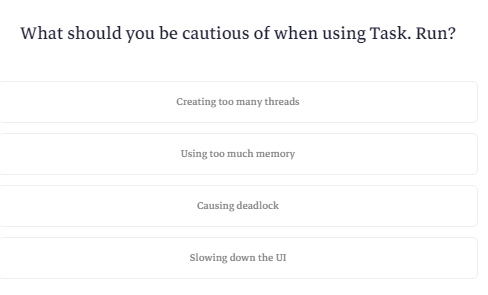 What should you be cautious of when using Task. Run?
Creating too many threads
Using too much memory
Causing deadlock
Slowing down the UI